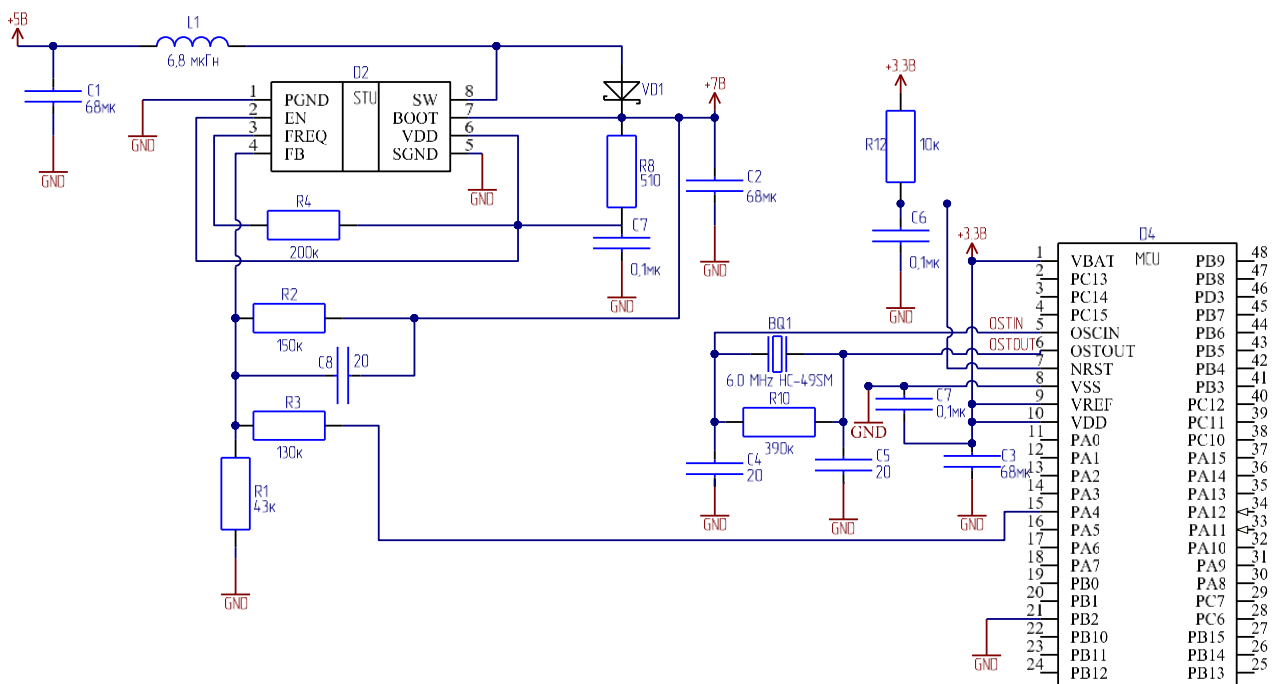 +5В
L1
6,8 мкГн
C1
68мк
GND
D2
STU
1 PGND SW 8
2 EN BOOT 7
3 FREQ VDD 6
4 FB SGND 5
GND
GND
VD1
+7В
R8
510
C2
68мк
GND
R4
200к
C7
0,1мк
GND
R2
150к
C8
20
R3
130к
R1
43к
GND
+3.3В
R12
10к
C6
0,1мк
GND
+3.3В
BQ1
6.0 MHz HC-49SM
R10
390к
C4
20
GND
C5
20
GND
GND
C7
0,1мк
C3
68мк
GND
OSTIN
OSTOUT
D4
MCU
1 VBAT PB9 48
2 PC13 PB8 47
3 PC14 PD3 46
4 PC15 PB7 45
5 OSCIN PB6 44
6 OSTOUT PB5 43
7 NRST PB4 42
8 VSS PB3 41
9 VREF PC12 40
10 VDD PC11 39
11 PA0 PC10 38
12 PA1 PA15 37
13 PA2 PA14 36
14 PA3 PA13 35
15 PA4 PA12 34
16 PA5 PA11 33
17 PA6 PA10 32
18 PA7 PA9 31
19 PB0 PA8 30
20 PB1 PC7 29
21 PB2 PC6 28
22 PB10 PB15 27
23 PB11 PB14 26
24 PB12 PB13 25
GND